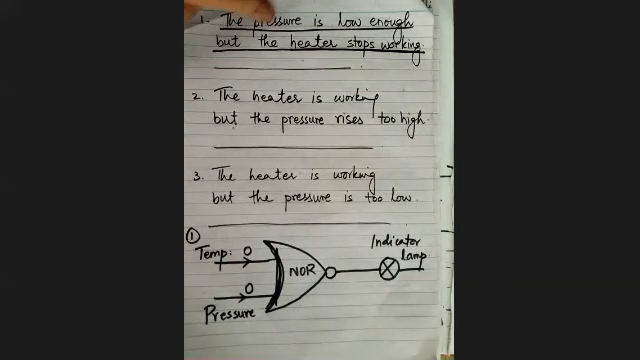 1. The pressure is low enough
but the heater stops working.
2. The heater is working
but the pressure rises too high.
3. The heater is working
but the pressure is too low.
①
Temp: 0
NOR
Indicator
lamp
0
Pressure